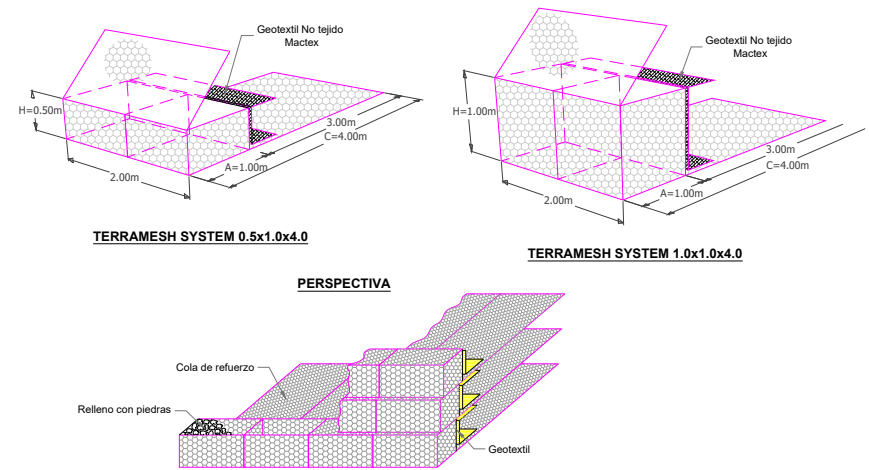 Geotextil No tejido
Mactex
H=0.50m
3.00m
C=4.00m
A=1.00m
2.00m
TERRAMESH SYSTEM 0.5x1.0x4.0
Geotextil No tejido
Mactex
H=1.00m
3.00m
C=4.00m
A=1.00m
2.00m
TERRAMESH SYSTEM 1.0x1.0x4.0
PERSPECTIVA
Cola de refuerzo
Relleno con piedras
Geotextil